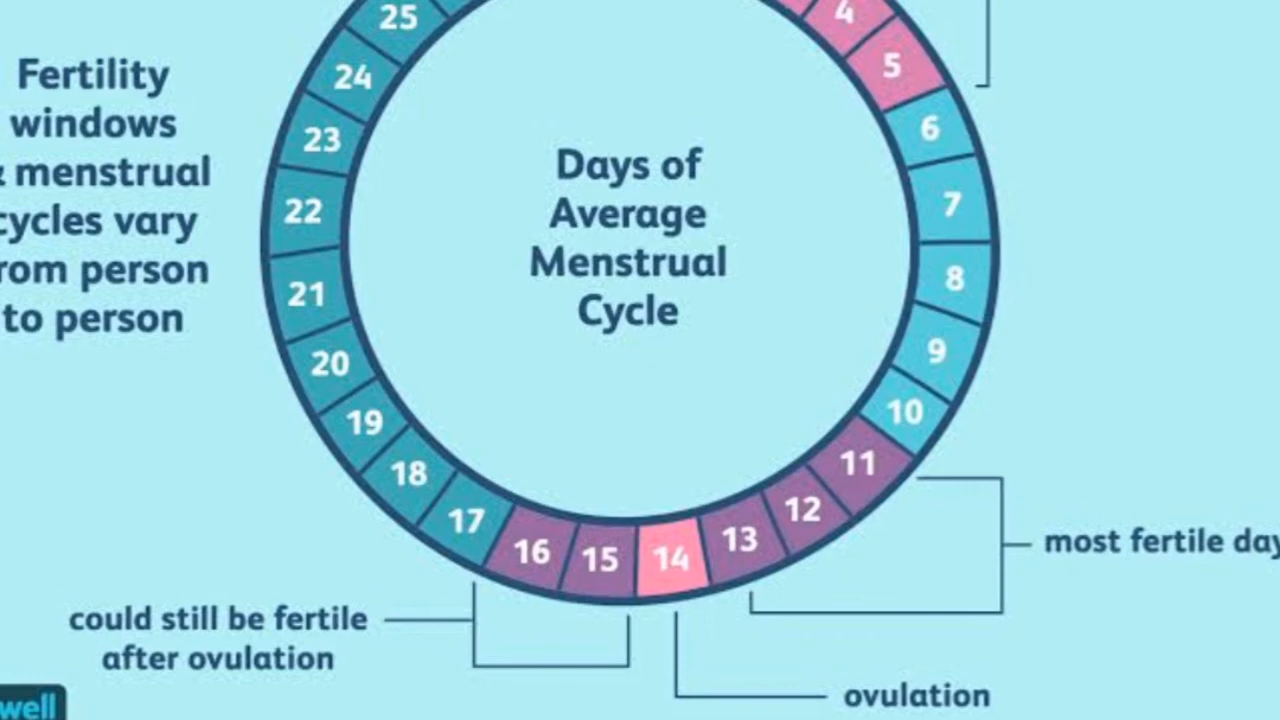 Fertility
windows
& menstrual
cycles vary
from person
to person
Days of
Average
Menstrual
Cycle
4
5
6
7
8
9
10
11
12
13
14
15
16
17
18
19
20
21
22
23
24
25
most fertile day
could still be fertile
after ovulation
ovulation
well